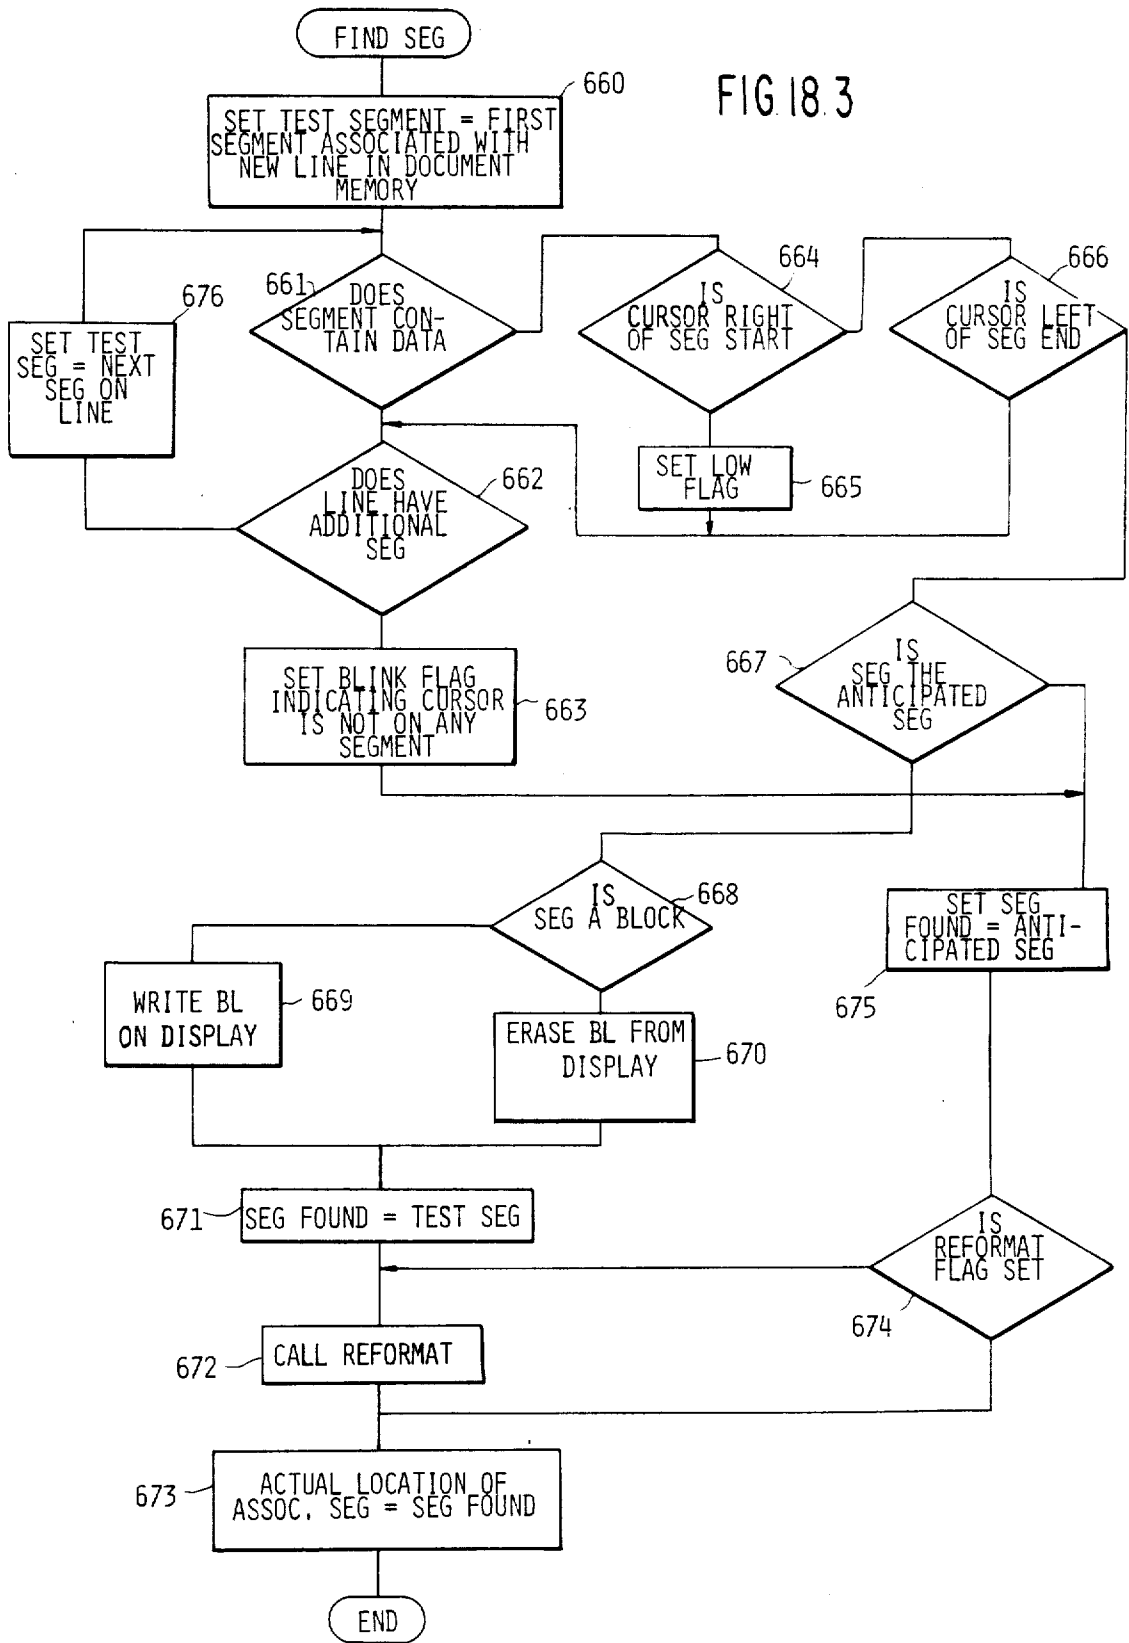 FIND SEG
FIG.18.3
660
SET TEST SEGMENT = FIRST
SEGMENT ASSOCIATED WITH
NEW LINE IN DOCUMENT
MEMORY
661
DOES
SEGMENT CON-
TAIN DATA
664
IS
CURSOR RIGHT
OF SEG START
666
IS
CURSOR LEFT
OF SEG END
676
SET TEST
SEG = NEXT
SEG ON
LINE
662
DOES
LINE HAVE
ADDITIONAL
SEG
SET LOW
FLAG
665
SET BLINK FLAG
INDICATING CURSOR
IS NOT ON ANY
SEGMENT
663
667
IS
SEG THE
ANTICIPATED
SEG
668
IS
SEG A BLOCK
SET SEG
FOUND = ANTI-
CIPATED SEG
675
WRITE BL
ON DISPLAY
669
ERASE BL FROM
DISPLAY
670
671
SEG FOUND = TEST SEG
IS
REFORMAT
FLAG SET
674
672
CALL REFORMAT
673
ACTUAL LOCATION OF
ASSOC. SEG = SEG FOUND
END